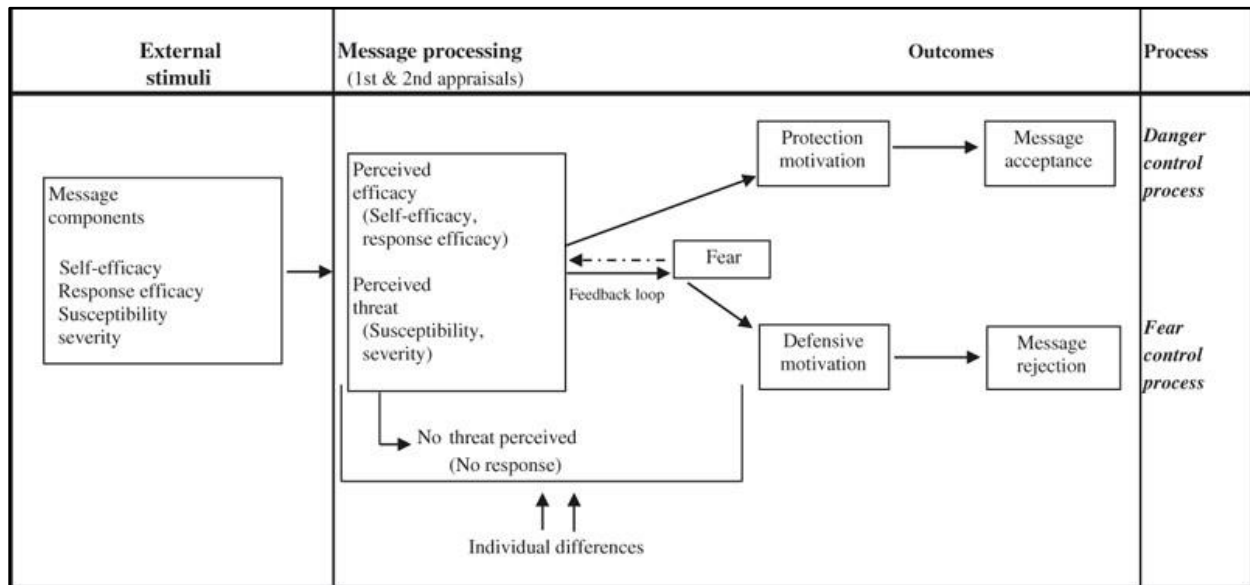 External
stimuli
Message processing
(1st & 2nd appraisals)
Outcomes
Process
Message
components
Self-efficacy
Response efficacy
Susceptibility
severity
Perceived
efficacy
(Self-efficacy,
response efficacy)
Perceived
threat
(Susceptibility,
severity)
No threat perceived
(No response)
Individual differences
Feedback loop
Fear
Protection
motivation
Message
acceptance
Defensive
motivation
Message
rejection
Danger
control
process
Fear
control
process